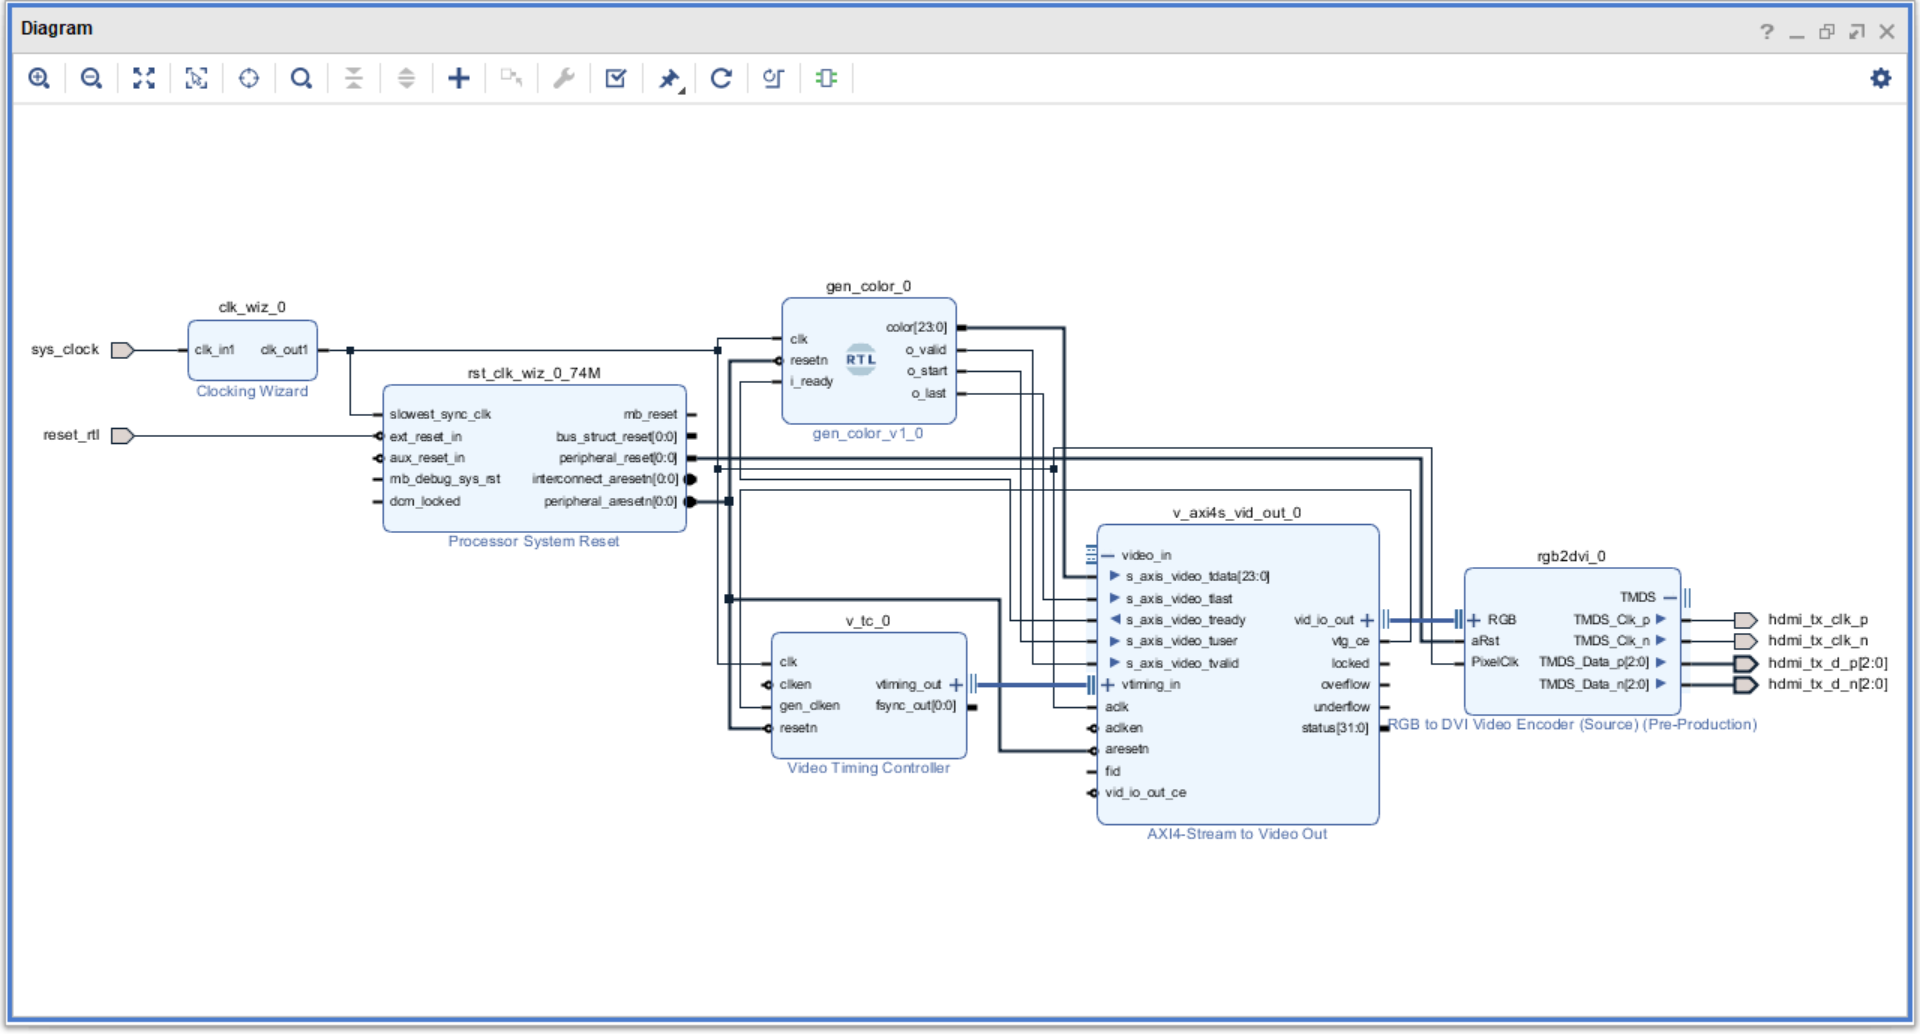 Diagram
?
clk_wiz_0
sys_clock
clk_in1
clk_out1
Clocking Wizard
reset_rtl
rst_clk_wiz_0_74M
slowest_sync_clk
ext_reset_in
aux_reset_in
mb_debug_sys_rst
dcm_locked
mb_reset
bus_struct_reset[0:0]
peripheral_reset[0:0]
interconnect_aresetn[0:0]
peripheral_aresetn[0:0]
Processor System Reset
gen_color_0
clk
resetn
i_ready
RTL
color[23:0]
o_valid
o_start
o_last
gen_color_v1_0
v_tc_0
clk
clken
gen_clken
resetn
vtiming_out
fsync_out[0:0]
Video Timing Controller
v_axi4s_vid_out_0
video_in
s_axis_video_tdata[23:0]
s_axis_video_tlast
s_axis_video_tready
s_axis_video_tuser
s_axis_video_tvalid
vtiming_in
aclk
aclken
aresetn
fid
vid_io_out_ce
vid_io_out
vtg_ce
locked
overflow
underflow
status[31:0]
AXI4-Stream to Video Out
rgb2dvi_0
RGB
aRst
PixelClk
TMDS
TMDS_Clk_p
TMDS_Clk_n
TMDS_Data_p[2:0]
TMDS_Data_n[2:0]
RGB to DVI Video Encoder (Source) (Pre-Production)
hdmi_tx_clk_p
hdmi_tx_clk_n
hdmi_tx_d_p[2:0]
hdmi_tx_d_n[2:0]